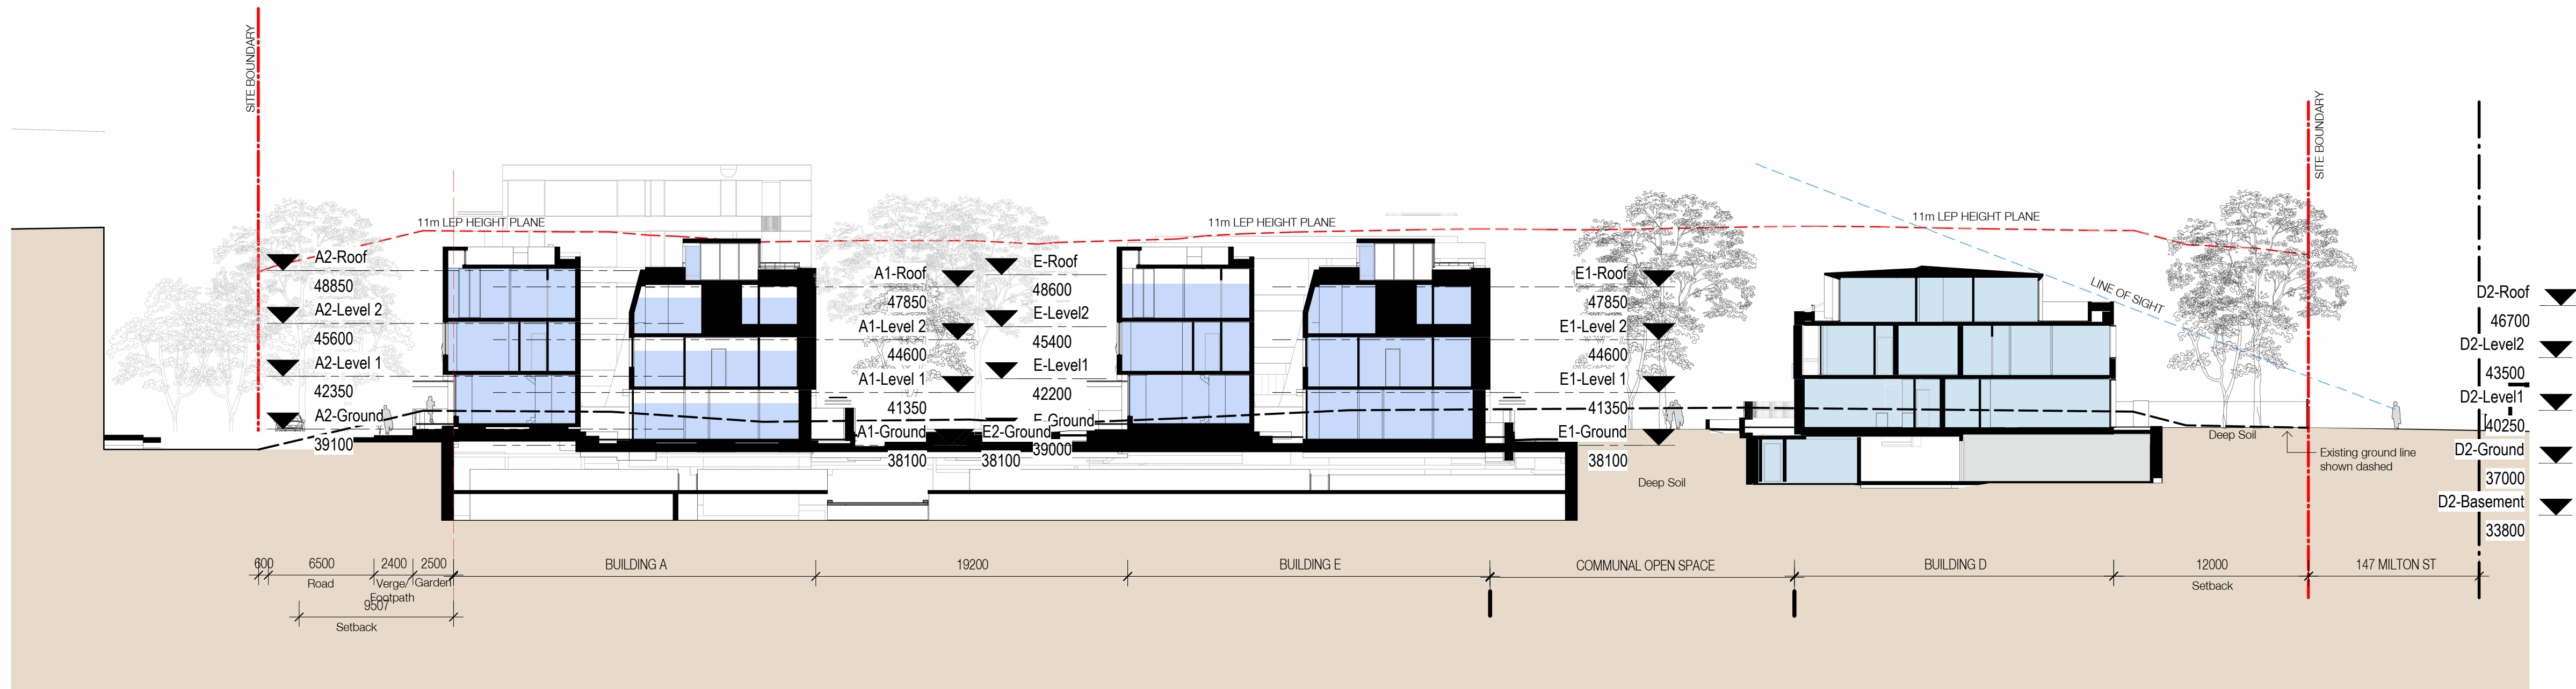 SITE BOUNDARY
SITE BOUNDARY
11m LEP HEIGHT PLANE
11m LEP HEIGHT PLANE
11m LEP HEIGHT PLANE
LINE OF SIGHT
A2-Roof
48850
A2-Level 2
45600
A2-Level 1
42350
A2-Ground
39100
A1-Roof
47850
A1-Level 2
44600
A1-Level 1
41350
A1-Ground
38100
E-Roof
48600
E-Level2
45400
E-Level1
42200
E-Ground
39000
E2-Ground
38100
E1-Roof
47850
E1-Level 2
44600
E1-Level 1
41350
E1-Ground
38100
D2-Roof
46700
D2-Level2
43500
D2-Level1
40250
D2-Ground
37000
D2-Basement
33800
Deep Soil
Deep Soil
Existing ground line
shown dashed
600
6500
Road
2400
Verge/
Footpath
2500
Garden
BUILDING A
19200
BUILDING E
COMMUNAL OPEN SPACE
BUILDING D
12000
Setback
147 MILTON ST
9507
Setback